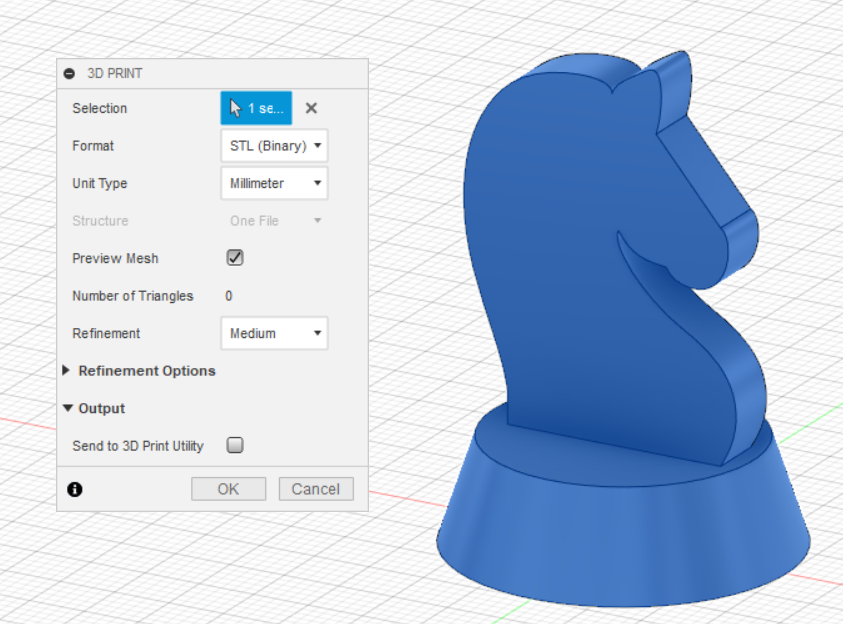 3D PRINT
Selection 1 se...
Format STL (Binary)
Unit Type Millimeter
Structure One File
Preview Mesh
Number of Triangles 0
Refinement Medium
Refinement Options
Output
Send to 3D Print Utility
OK Cancel